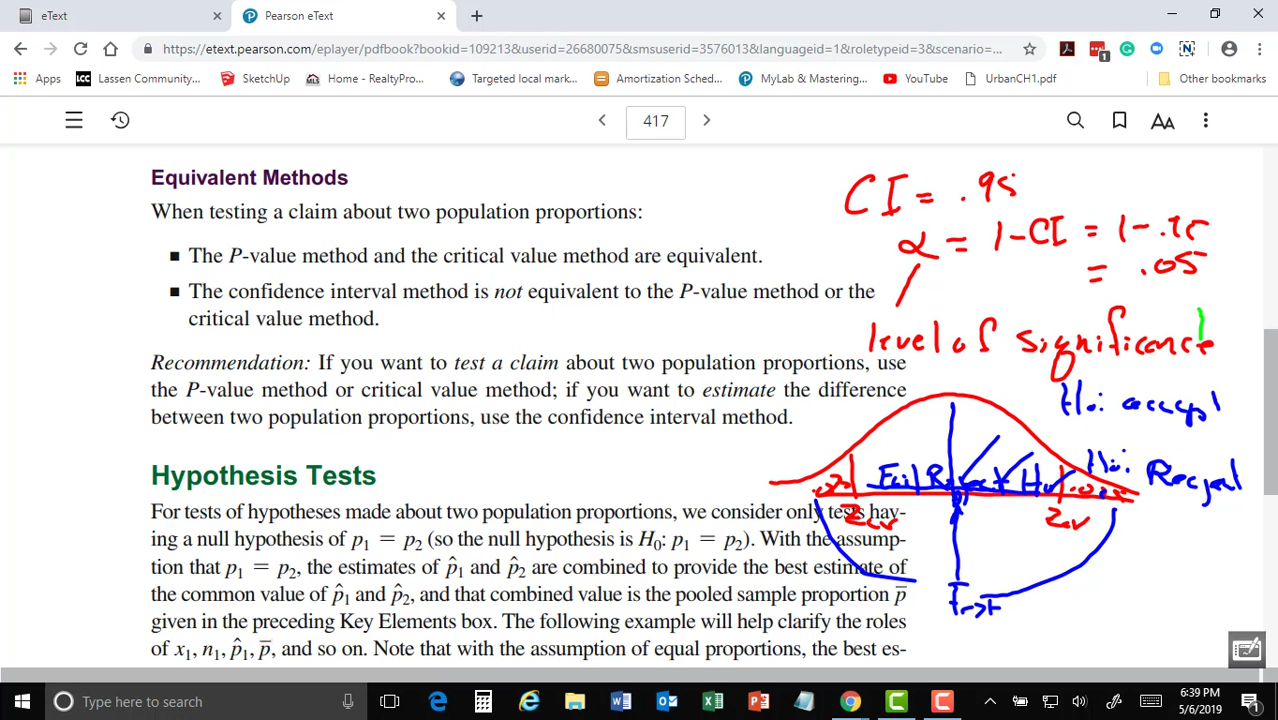 eText
Pearson eText
https://etext.pearson.com/eplayer/pdfbook?bookid=109213&userid=26680075&smsuserid=3576013&languageid=1&roletypeid=3&scenario=...
Apps
Lassen Community...
SketchUp
Home - RealtyPro...
Targeted local mark...
Amortization Sched...
MyLab & Mastering...
YouTube
UrbanCH1.pdf
Other bookmarks
417
Equivalent Methods
When testing a claim about two population proportions:
■ The P-value method and the critical value method are equivalent.
■ The confidence interval method is not equivalent to the P-value method or the
critical value method.
Recommendation: If you want to test a claim about two population proportions, use
the P-value method or critical value method; if you want to estimate the difference
between two population proportions, use the confidence interval method.
Hypothesis Tests
For tests of hypotheses made about two population proportions, we consider only tests hav-
ing a null hypothesis of p₁ = p₂ (so the null hypothesis is H₀: p₁ = p₂). With the assump-
tion that p₁ = p₂, the estimates of p̂₁ and p̂₂ are combined to provide the best estimate of
the common value of p̂₁ and p̂₂, and that combined value is the pooled sample proportion p̅
given in the preceding Key Elements box. The following example will help clarify the roles
of x₁, n₁, p̂₁, p̅, and so on. Note that with the assumption of equal proportions, the best es-
CI = .95
α = 1-CI = 1-.95
= .05
level of significance
Ho: accept
Ho: Reject
Fail Reject Ho
.025
Zcv
Zcv
Type here to search
6:39 PM
5/6/2019